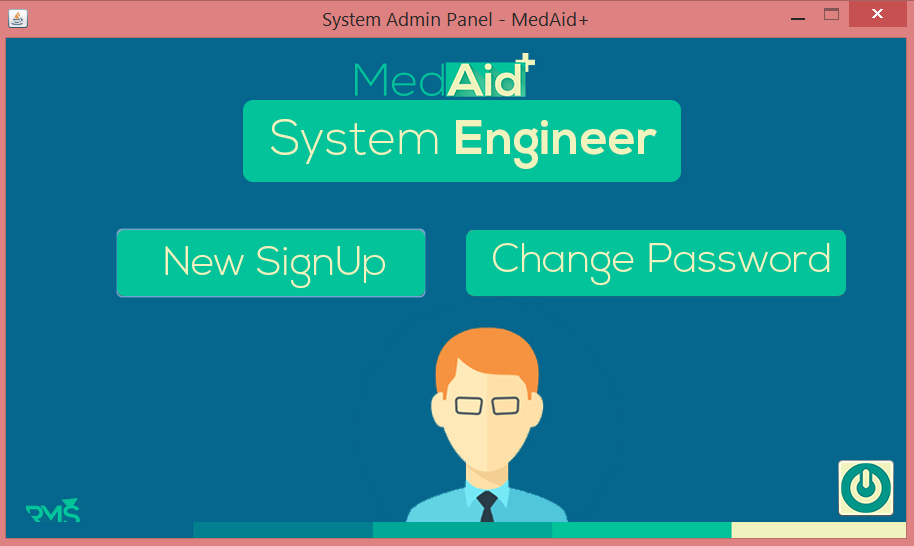 System Admin Panel - MedAid+
MedAid+
System Engineer
New SignUp
Change Password
RMS